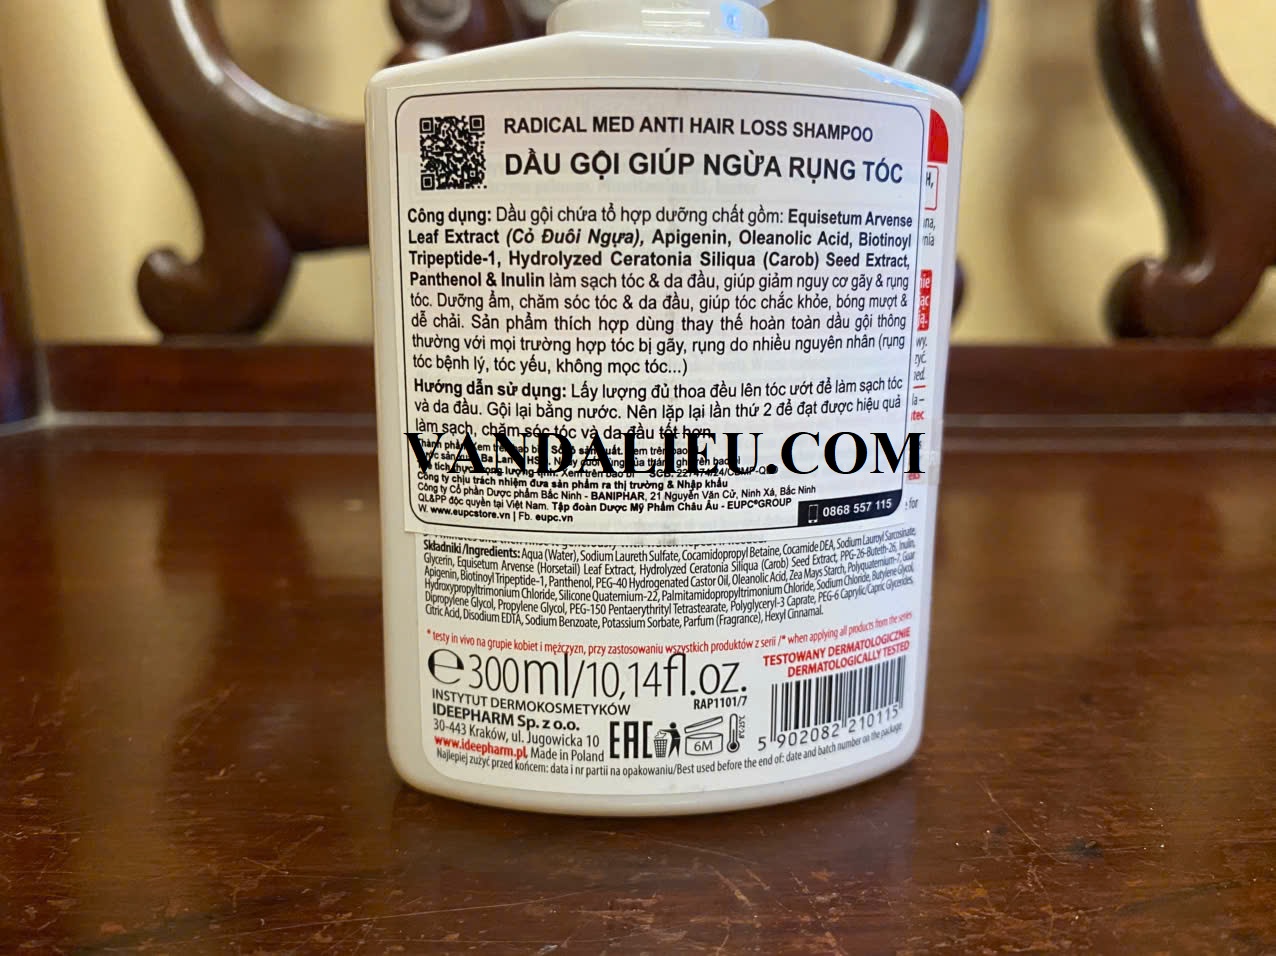 RADICAL MED ANTI HAIR LOSS SHAMPOO
DẦU GỘI GIÚP NGỪA RỤNG TÓC
Công dụng: Dầu gội chứa tổ hợp dưỡng chất gồm: Equisetum Arvense
Leaf Extract (Cỏ Đuôi Ngựa), Apigenin, Oleanolic Acid, Biotinoyl
Tripeptide-1, Hydrolyzed Ceratonia Siliqua (Carob) Seed Extract,
Panthenol & Inulin làm sạch tóc & da đầu, giúp giảm nguy cơ gãy & rụng
tóc. Dưỡng ẩm, chăm sóc tóc & da đầu, giúp tóc chắc khỏe, bóng mượt &
dễ chải. Sản phẩm thích hợp dùng thay thế hoàn toàn dầu gội thông
thường với mọi trường hợp tóc bị gãy, rụng do nhiều nguyên nhân (rụng
tóc bệnh lý, tóc yếu, không mọc tóc...)
Hướng dẫn sử dụng: Lấy lượng đủ thoa đều lên tóc ướt để làm sạch tóc
và da đầu. Gội lại bằng nước. Nên lặp lại lần thứ 2 để đạt được hiệu quả
làm sạch, chăm sóc tóc và da đầu tốt hơn.
VANDALIFU.COM
Công ty chịu trách nhiệm đưa sản phẩm ra thị trường & Nhập khẩu
Công ty Cổ phần Dược phẩm Bắc Ninh - BANIPHAR, 21 Nguyễn Văn Cừ, Ninh Xá, Bắc Ninh
QL&PP độc quyền tại Việt Nam. Tập đoàn Dược Mỹ Phẩm Châu Âu - EUPC®GROUP
W. www.eupcstore.vn | Fb. eupc.vn
0868 557 115
Składniki /Ingredients: Aqua (Water), Sodium Laureth Sulfate, Cocamidopropyl Betaine, Cocamide DEA, Sodium Lauroyl Sarcosinate,
Glycerin, Equisetum Arvense (Horsetail) Leaf Extract, Hydrolyzed Ceratonia Siliqua (Carob) Seed Extract, PPG-26-Buteth-26, Inulin,
Apigenin, Biotinoyl Tripeptide-1, Panthenol, PEG-40 Hydrogenated Castor Oil, Oleanolic Acid, Zea Mays Starch, Polyquaternium-7, Guar
Hydroxypropyltrimonium Chloride, Silicone Quaternium-22, Palmitamidopropyltrimonium Chloride, Sodium Chloride, Butylene Glycol,
Dipropylene Glycol, Propylene Glycol, PEG-150 Pentaerythrityl Tetrastearate, Polyglyceryl-3 Caprate, PEG-6 Caprylic/Capric Glycerides,
Citric Acid, Disodium EDTA, Sodium Benzoate, Potassium Sorbate, Parfum (Fragrance), Hexyl Cinnamal.
* testy in vivo na grupie kobiet i mężczyzn, przy zastosowaniu wszystkich produktów z serii /* when applying all products from the series
TESTOWANY DERMATOLOGICZNIE
DERMATOLOGICALLY TESTED
℮300ml/10,14fl.oz.
RAP1101/7
INSTYTUT DERMOKOSMETYKÓW
IDEEPHARM Sp. z o.o.
30-443 Kraków, ul. Jugowicka 10
www.ideepharm.pl, Made in Poland
EAC
6M
5 902082 210115
Najlepiej zużyć przed końcem: data i nr partii na opakowaniu/Best used before the end of: date and batch number on the package